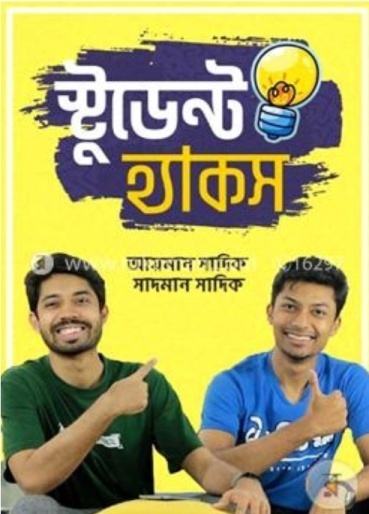 স্টুডেন্ট
হ্যাকস
আয়মান সাদিক
সাদমান সাদিক